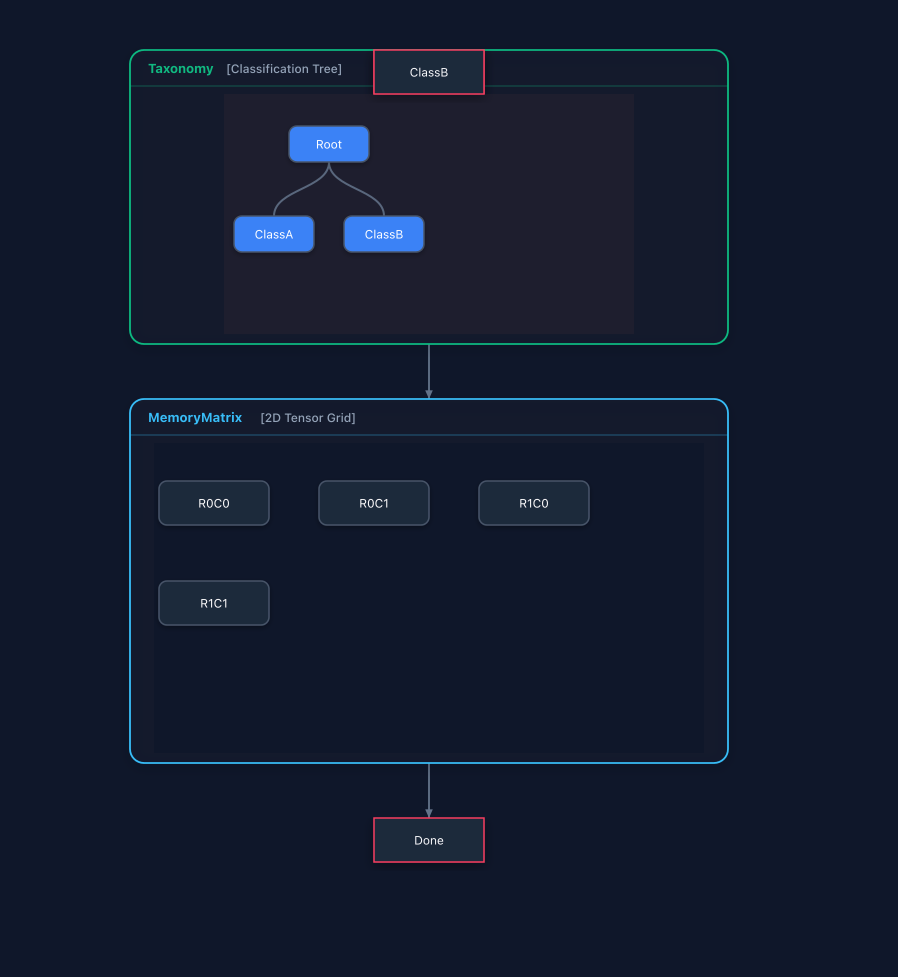 Taxonomy [Classification Tree]
ClassB
Root
ClassA
ClassB
MemoryMatrix [2D Tensor Grid]
R0C0
R0C1
R1C0
R1C1
Done